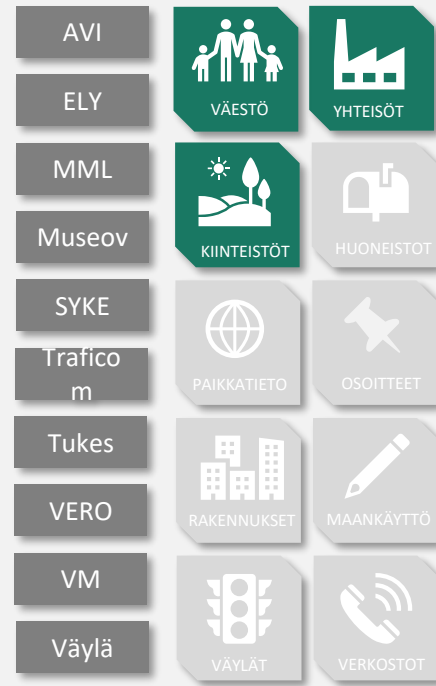 AVI
ELY
MML
Museov
SYKE
Trafico
m
Tukes
VERO
VM
Väylä
VÄESTÖ
YHTEISÖT
KIINTEISTÖT
HUONEISTOT
PAIKKATIETO
OSOITTEET
RAKENNUKSET
MAANKÄYTTÖ
VÄYLÄT
VERKOSTOT